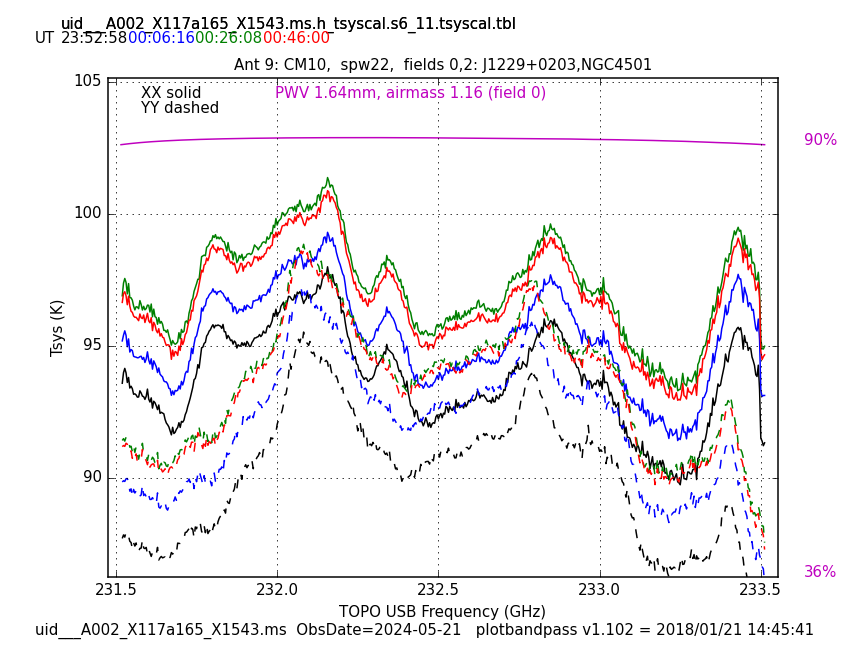 uid___A002_X117a165_X1543.ms.h_tsyscal.s6_11.tsyscal.tbl
UT 23:52:58 00:06:16 00:26:08 00:46:00
Ant 9: CM10,  spw22,  fields 0,2: J1229+0203,NGC4501
105
XX solid
PWV 1.64mm, airmass 1.16 (field 0)
YY dashed
90%
100
Tsys (K)
95
90
36%
231.5
232.0
232.5
233.0
233.5
TOPO USB Frequency (GHz)
uid___A002_X117a165_X1543.ms  ObsDate=2024-05-21   plotbandpass v1.102 = 2018/01/21 14:45:41